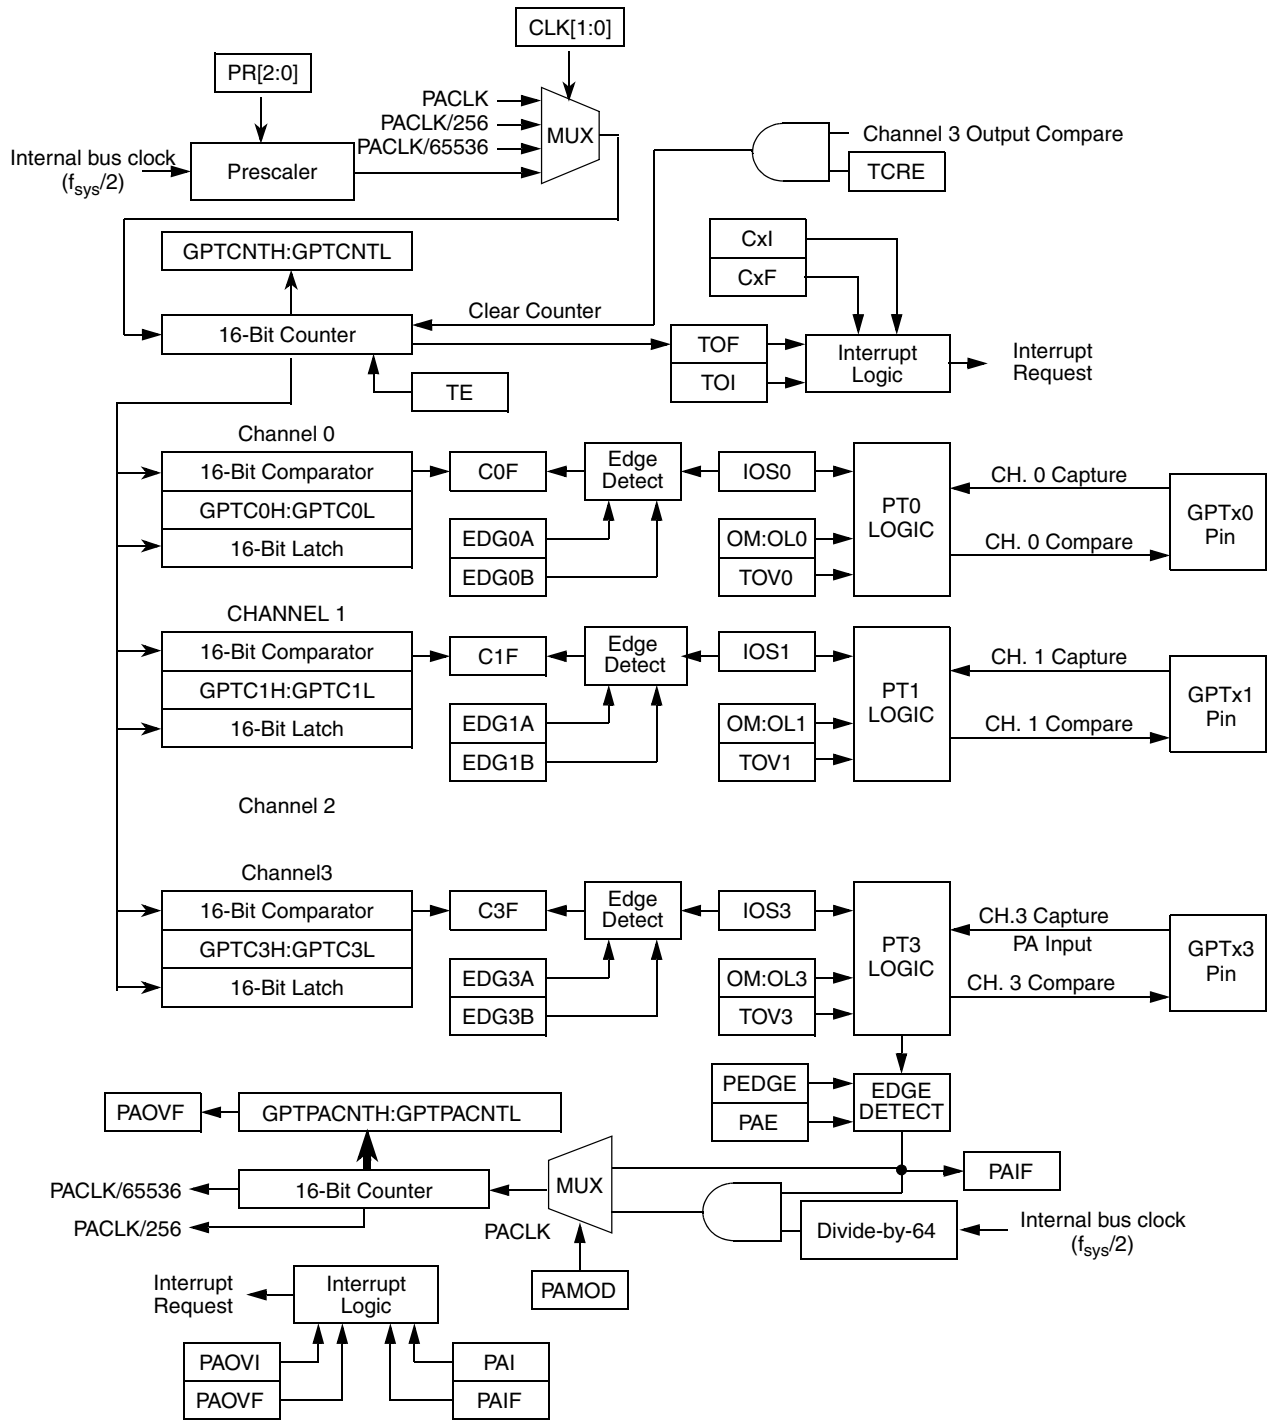 CLK[1:0]
PR[2:0]
PACLK
PACLK/256
PACLK/65536
MUX
Internal bus clock
(fsys/2)
Prescaler
Channel 3 Output Compare
TCRE
GPTCNTH:GPTCNTL
CxI
CxF
Clear Counter
16-Bit Counter
TOF
TOI
Interrupt
Logic
Interrupt
Request
TE
Channel 0
16-Bit Comparator
GPTC0H:GPTC0L
16-Bit Latch
C0F
Edge
Detect
IOS0
EDG0A
EDG0B
OM:OL0
TOV0
PT0
LOGIC
CH. 0 Capture
CH. 0 Compare
GPTx0
Pin
CHANNEL 1
16-Bit Comparator
GPTC1H:GPTC1L
16-Bit Latch
C1F
Edge
Detect
IOS1
EDG1A
EDG1B
OM:OL1
TOV1
PT1
LOGIC
CH. 1 Capture
CH. 1 Compare
GPTx1
Pin
Channel 2
Channel3
16-Bit Comparator
GPTC3H:GPTC3L
16-Bit Latch
C3F
Edge
Detect
IOS3
EDG3A
EDG3B
OM:OL3
TOV3
PT3
LOGIC
CH.3 Capture
PA Input
CH. 3 Compare
GPTx3
Pin
PEDGE
PAE
EDGE
DETECT
PAOVF
GPTPACNTH:GPTPACNTL
PAIF
PACLK/65536
16-Bit Counter
MUX
PACLK/256
PACLK
Divide-by-64
Internal bus clock
(fsys/2)
PAMOD
Interrupt
Request
Interrupt
Logic
PAOVI
PAOVF
PAI
PAIF